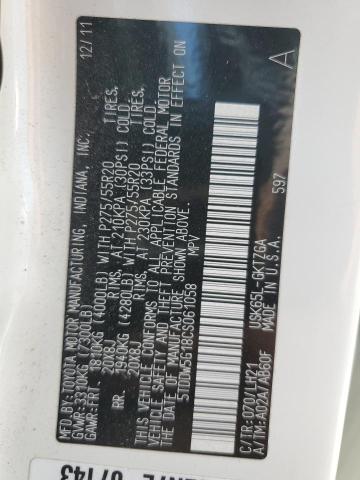 MFD. BY: TOYOTA MOTOR MANUFACTURING, INDIANA, INC. 12/11
GVWR: 3310KG (7300LB)
GAWR: FRT. 1810KG (4000LB) WITH P275/55R20 TIRES,
20X8J RIMS, AT 210KPA (30PSI) COLD.
RR. 1940KG (4280LB) WITH P275/55R20 TIRES,
20X8J RIMS, AT 230KPA (33PSI) COLD.
THIS VEHICLE CONFORMS TO ALL APPLICABLE FEDERAL MOTOR
VEHICLE SAFETY AND THEFT PREVENTION STANDARDS IN EFFECT
ON THE DATE OF MANUFACTURE SHOWN ABOVE.
5TDDW5G18CS061058 MPV
A
C/TR: 070/LH21 USK65L-GKTZGA
A/TM: A02A/AB60F MADE IN U.S.A. 597
67143